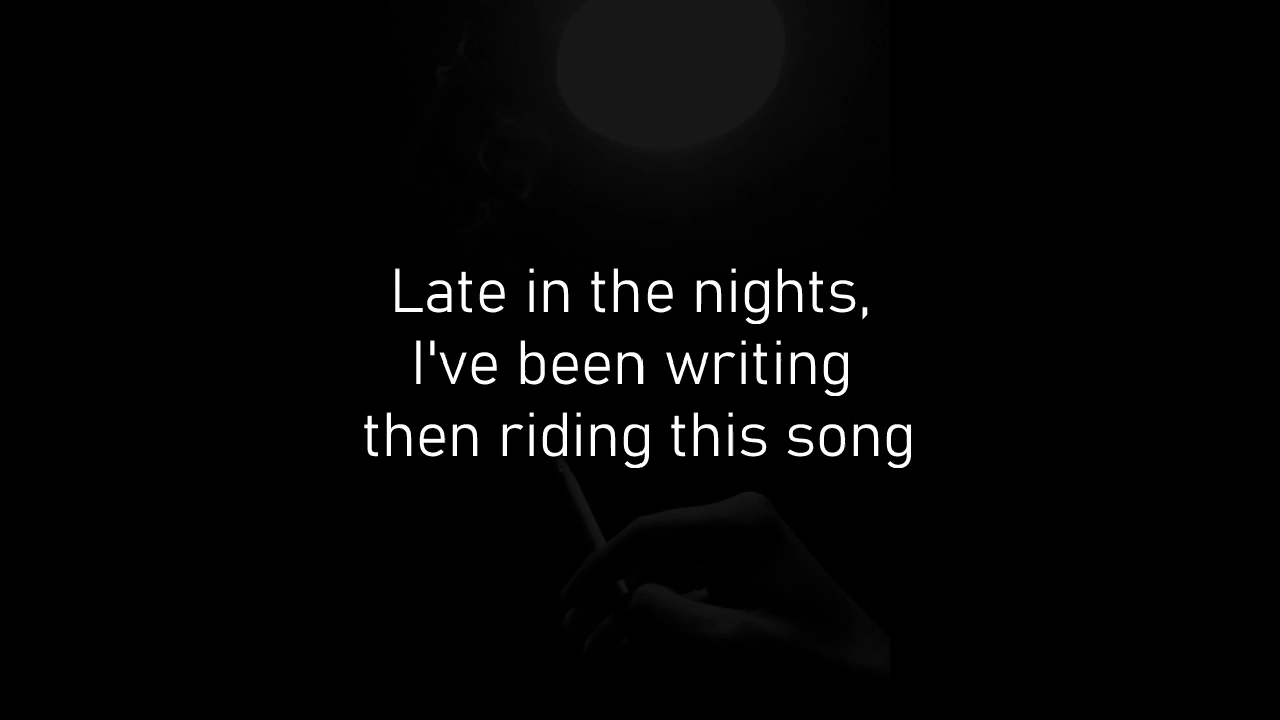 Late in the nights,
I've been writing
then riding this song